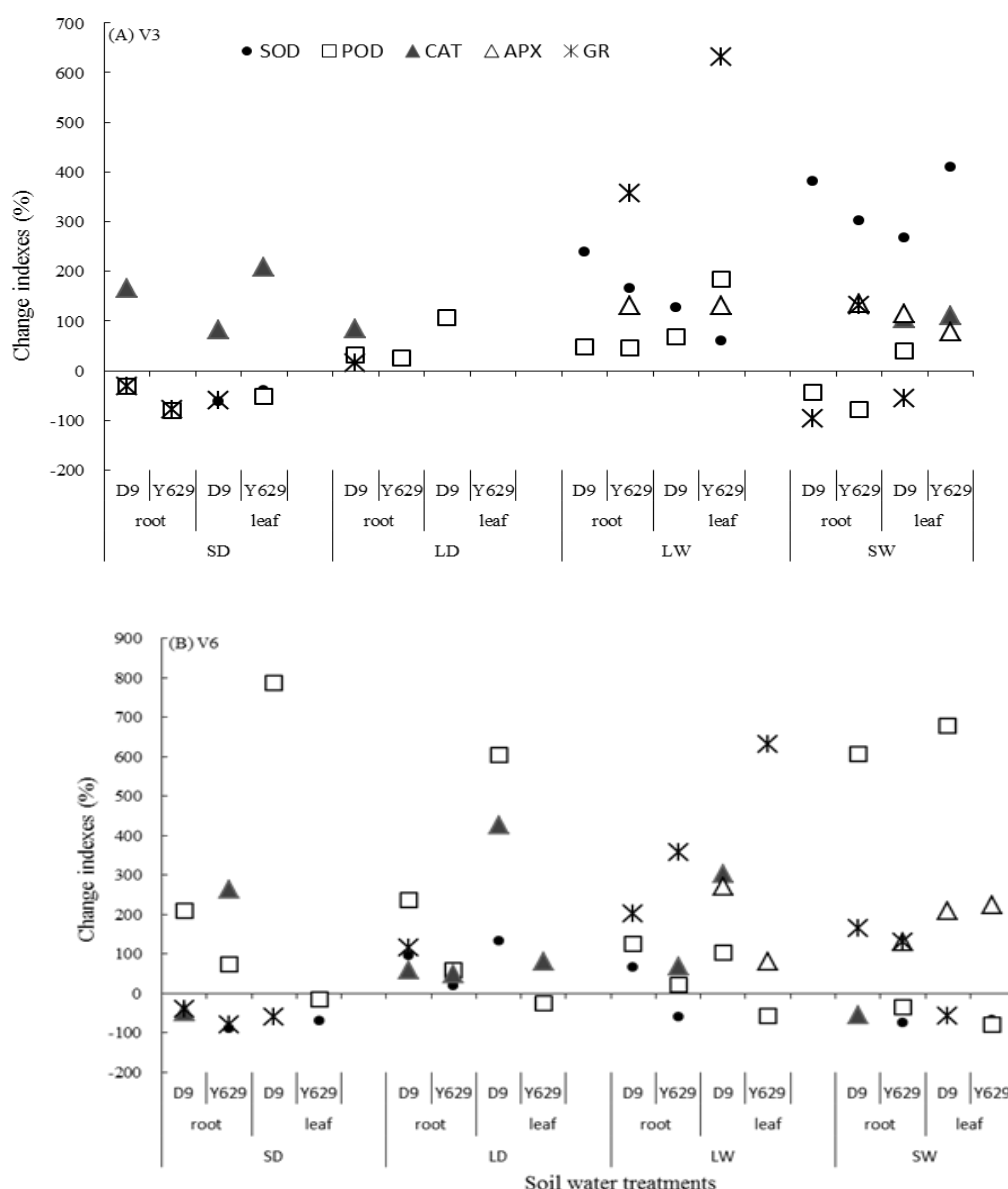 (A) V3
SOD POD CAT APX GR
Change indexes (%)
700
600
500
400
300
200
100
0
-100
-200
D9 Y629 D9 Y629 D9 Y629 D9 Y629 D9 Y629 D9 Y629 D9 Y629 D9 Y629
root leaf root leaf root leaf root leaf
SD LD LW SW
(B) V6
Change indexes (%)
900
800
700
600
500
400
300
200
100
0
-100
-200
D9 Y629 D9 Y629 D9 Y629 D9 Y629 D9 Y629 D9 Y629 D9 Y629 D9 Y629
root leaf root leaf root leaf root leaf
SD LD LW SW
Soil water treatments